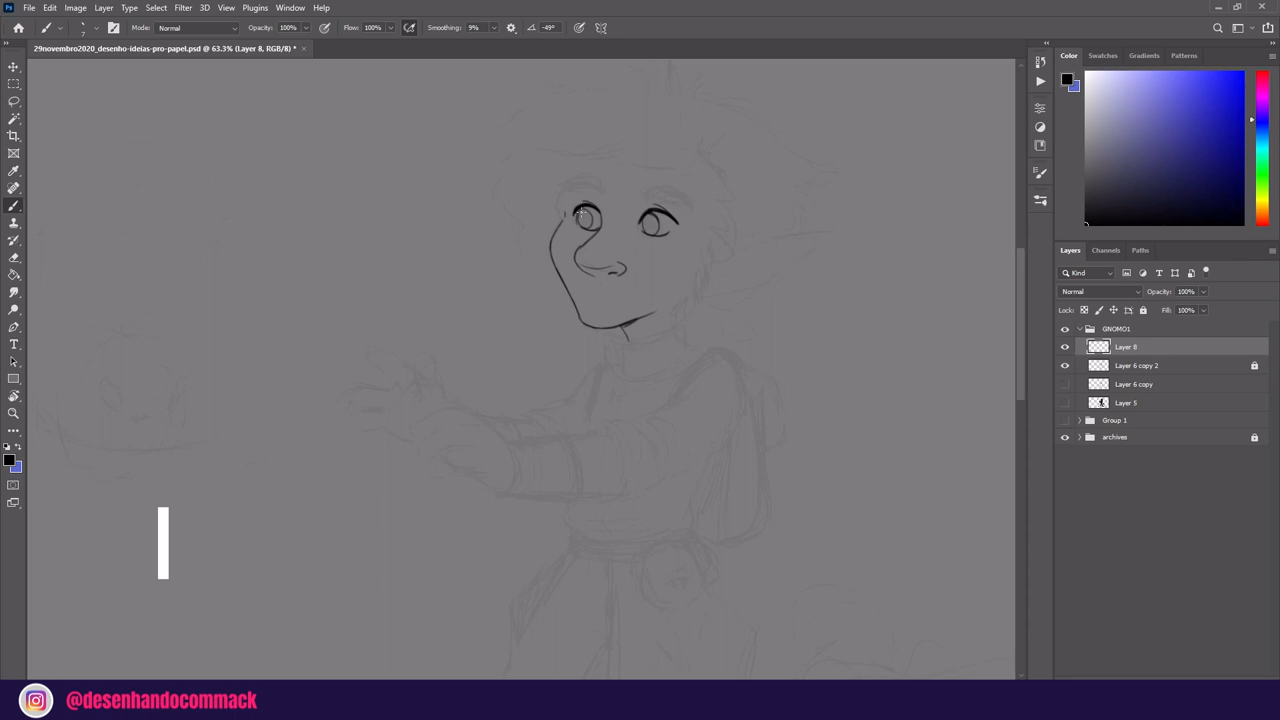 Ps File Edit Image Layer Type Select Filter 3D View Plugins Window Help
7 Mode: Normal Opacity: 100% Flow: 100% Smoothing: 9% -49°
29novembro2020_desenho-ideias-pro-papel.psd @ 63.3% (Layer 8, RGB/8) * ×
Color Swatches Gradients Patterns
Layers Channels Paths
Kind
Normal Opacity: 100%
Lock: Fill: 100%
GNOMO1
Layer 8
Layer 6 copy 2
Layer 6 copy
Layer 5
Group 1
archives
@desenhandocommack